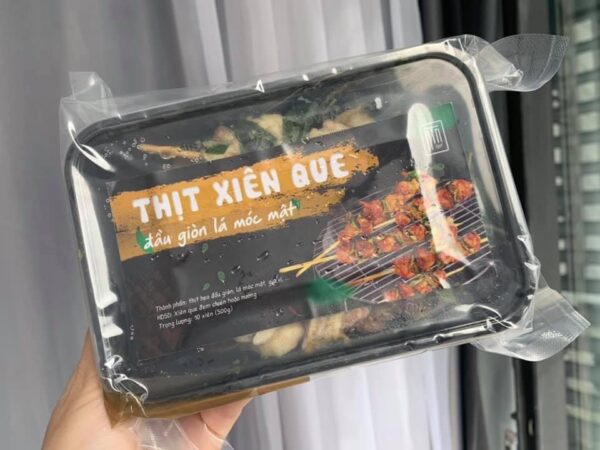 THỊT XIÊN QUE
đầu giòn lá móc mật
Thành phần: thịt heo đầu giòn, lá móc mật, gia vị...
HDSD: Xiên que đem chiên hoặc nướng
Trọng lượng: 10 xiên (500g)